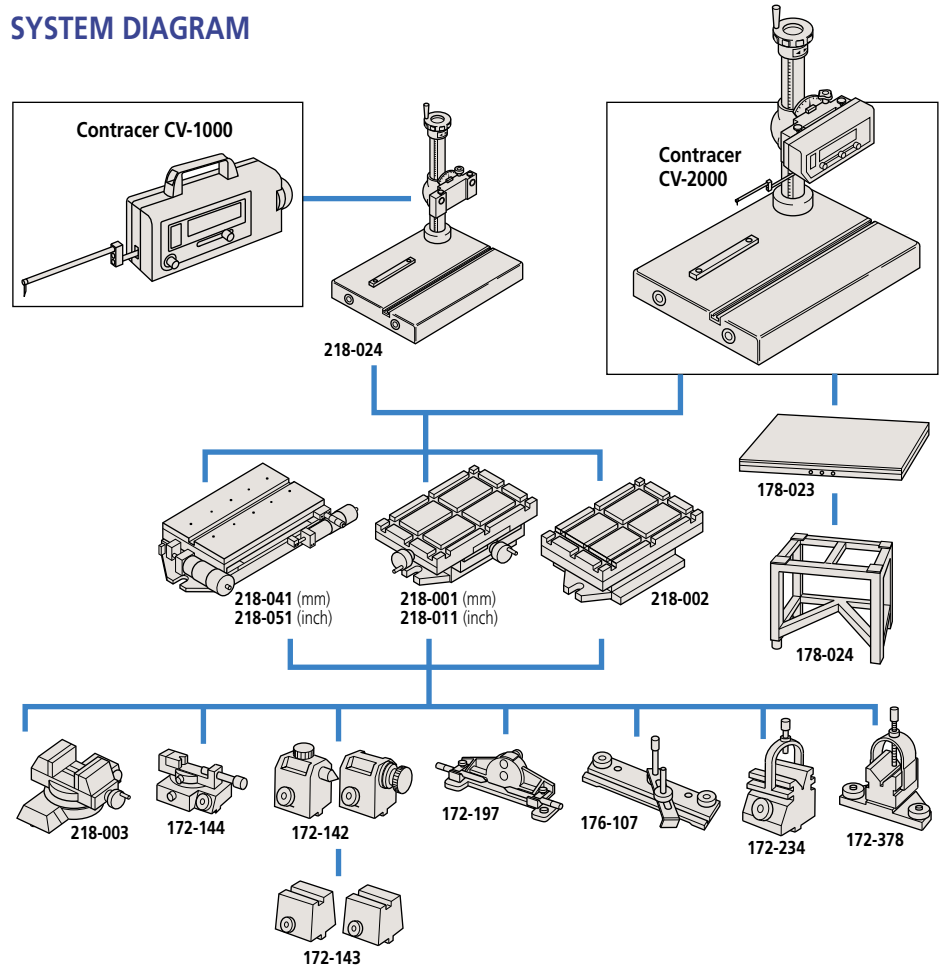 SYSTEM DIAGRAM
Contracer CV-1000
Contracer
CV-2000
218-024
178-023
218-041 (mm)
218-051 (inch)
218-001 (mm)
218-011 (inch)
218-002
178-024
218-003
172-144
172-142
172-197
176-107
172-234
172-378
172-143